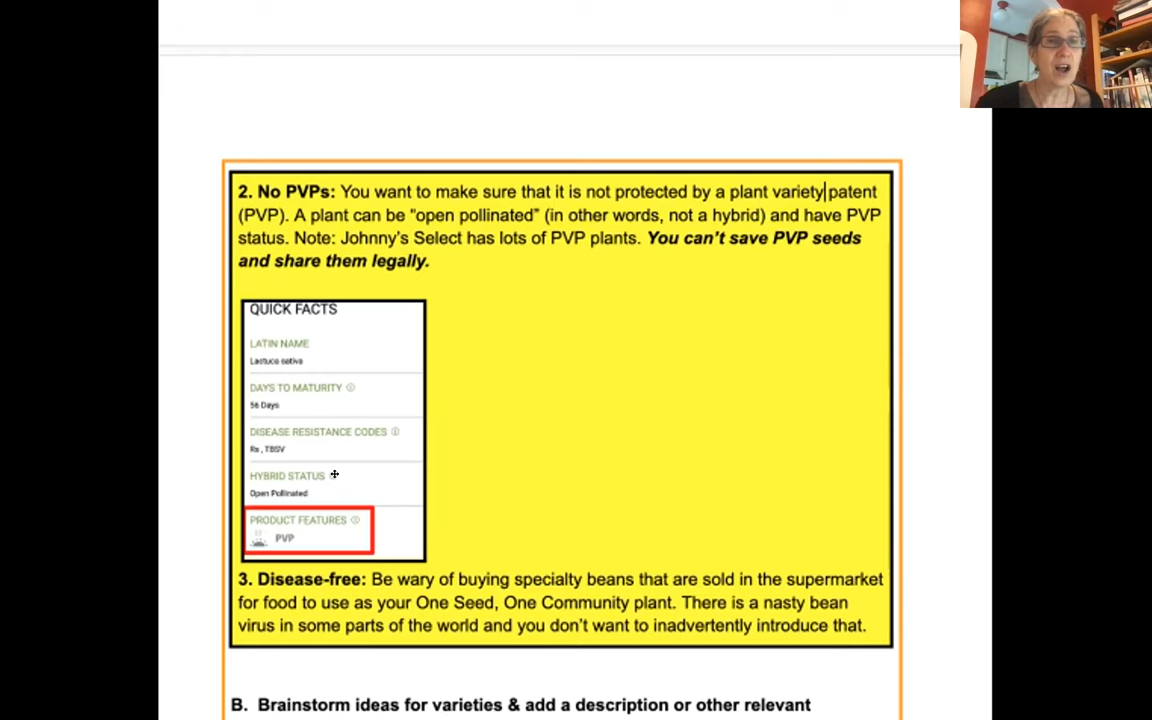 2. No PVPs: You want to make sure that it is not protected by a plant variety patent
(PVP). A plant can be "open pollinated" (in other words, not a hybrid) and have PVP
status. Note: Johnny's Select has lots of PVP plants. You can't save PVP seeds
and share them legally.
QUICK FACTS
LATIN NAME
Lactuca sativa
DAYS TO MATURITY
56 Days
DISEASE RESISTANCE CODES
Rs, TBSV
HYBRID STATUS
Open Pollinated
PRODUCT FEATURES
PVP
3. Disease-free: Be wary of buying specialty beans that are sold in the supermarket
for food to use as your One Seed, One Community plant. There is a nasty bean
virus in some parts of the world and you don't want to inadvertently introduce that.
B. Brainstorm ideas for varieties & add a description or other relevant